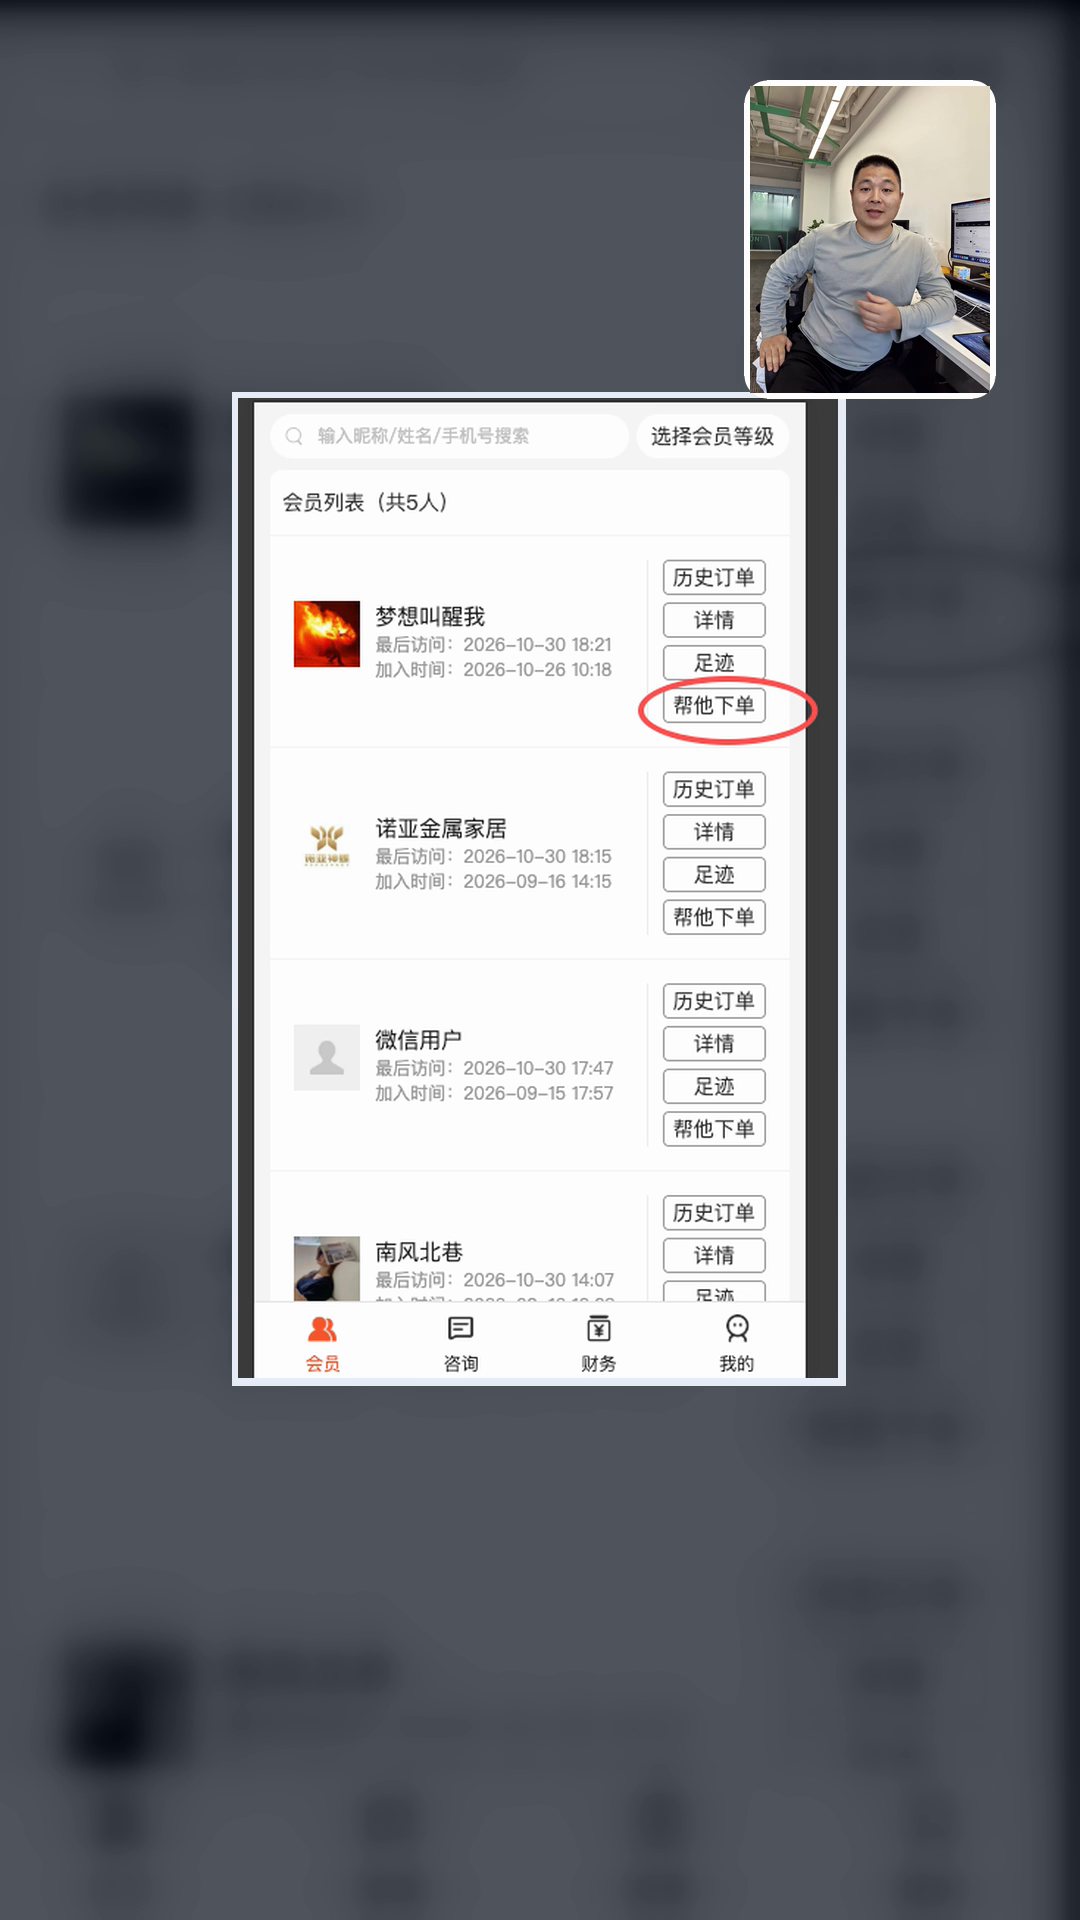 输入昵称/姓名/手机号搜索
选择会员等级
会员列表（共5人）
梦想叫醒我
最后访问：2026-10-30 18:21
加入时间：2026-10-26 10:18
历史订单
详情
足迹
帮他下单
诺亚金属家居
最后访问：2026-10-30 18:15
加入时间：2026-09-16 14:15
历史订单
详情
足迹
帮他下单
微信用户
最后访问：2026-10-30 17:47
加入时间：2026-09-15 17:57
历史订单
详情
足迹
帮他下单
南风北巷
最后访问：2026-10-30 14:07
历史订单
详情
足迹
会员
咨询
财务
我的